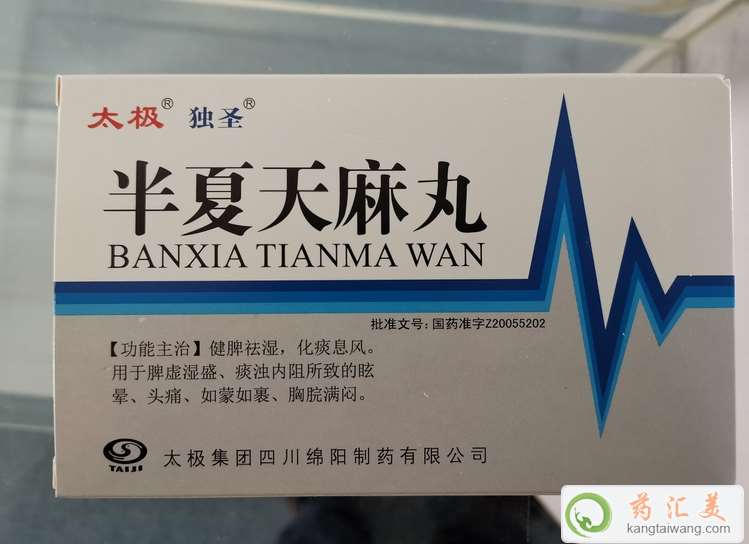 太极® 独圣®
半夏天麻丸
BANXIA TIANMA WAN
批准文号：国药准字Z20055202
【功能主治】健脾祛湿，化痰息风。
用于脾虚湿盛、痰浊内阻所致的眩
晕、头痛、如蒙如裹、胸脘满闷。
TAIJI
太极集团四川绵阳制药有限公司
药汇美
kangtaiwang.com